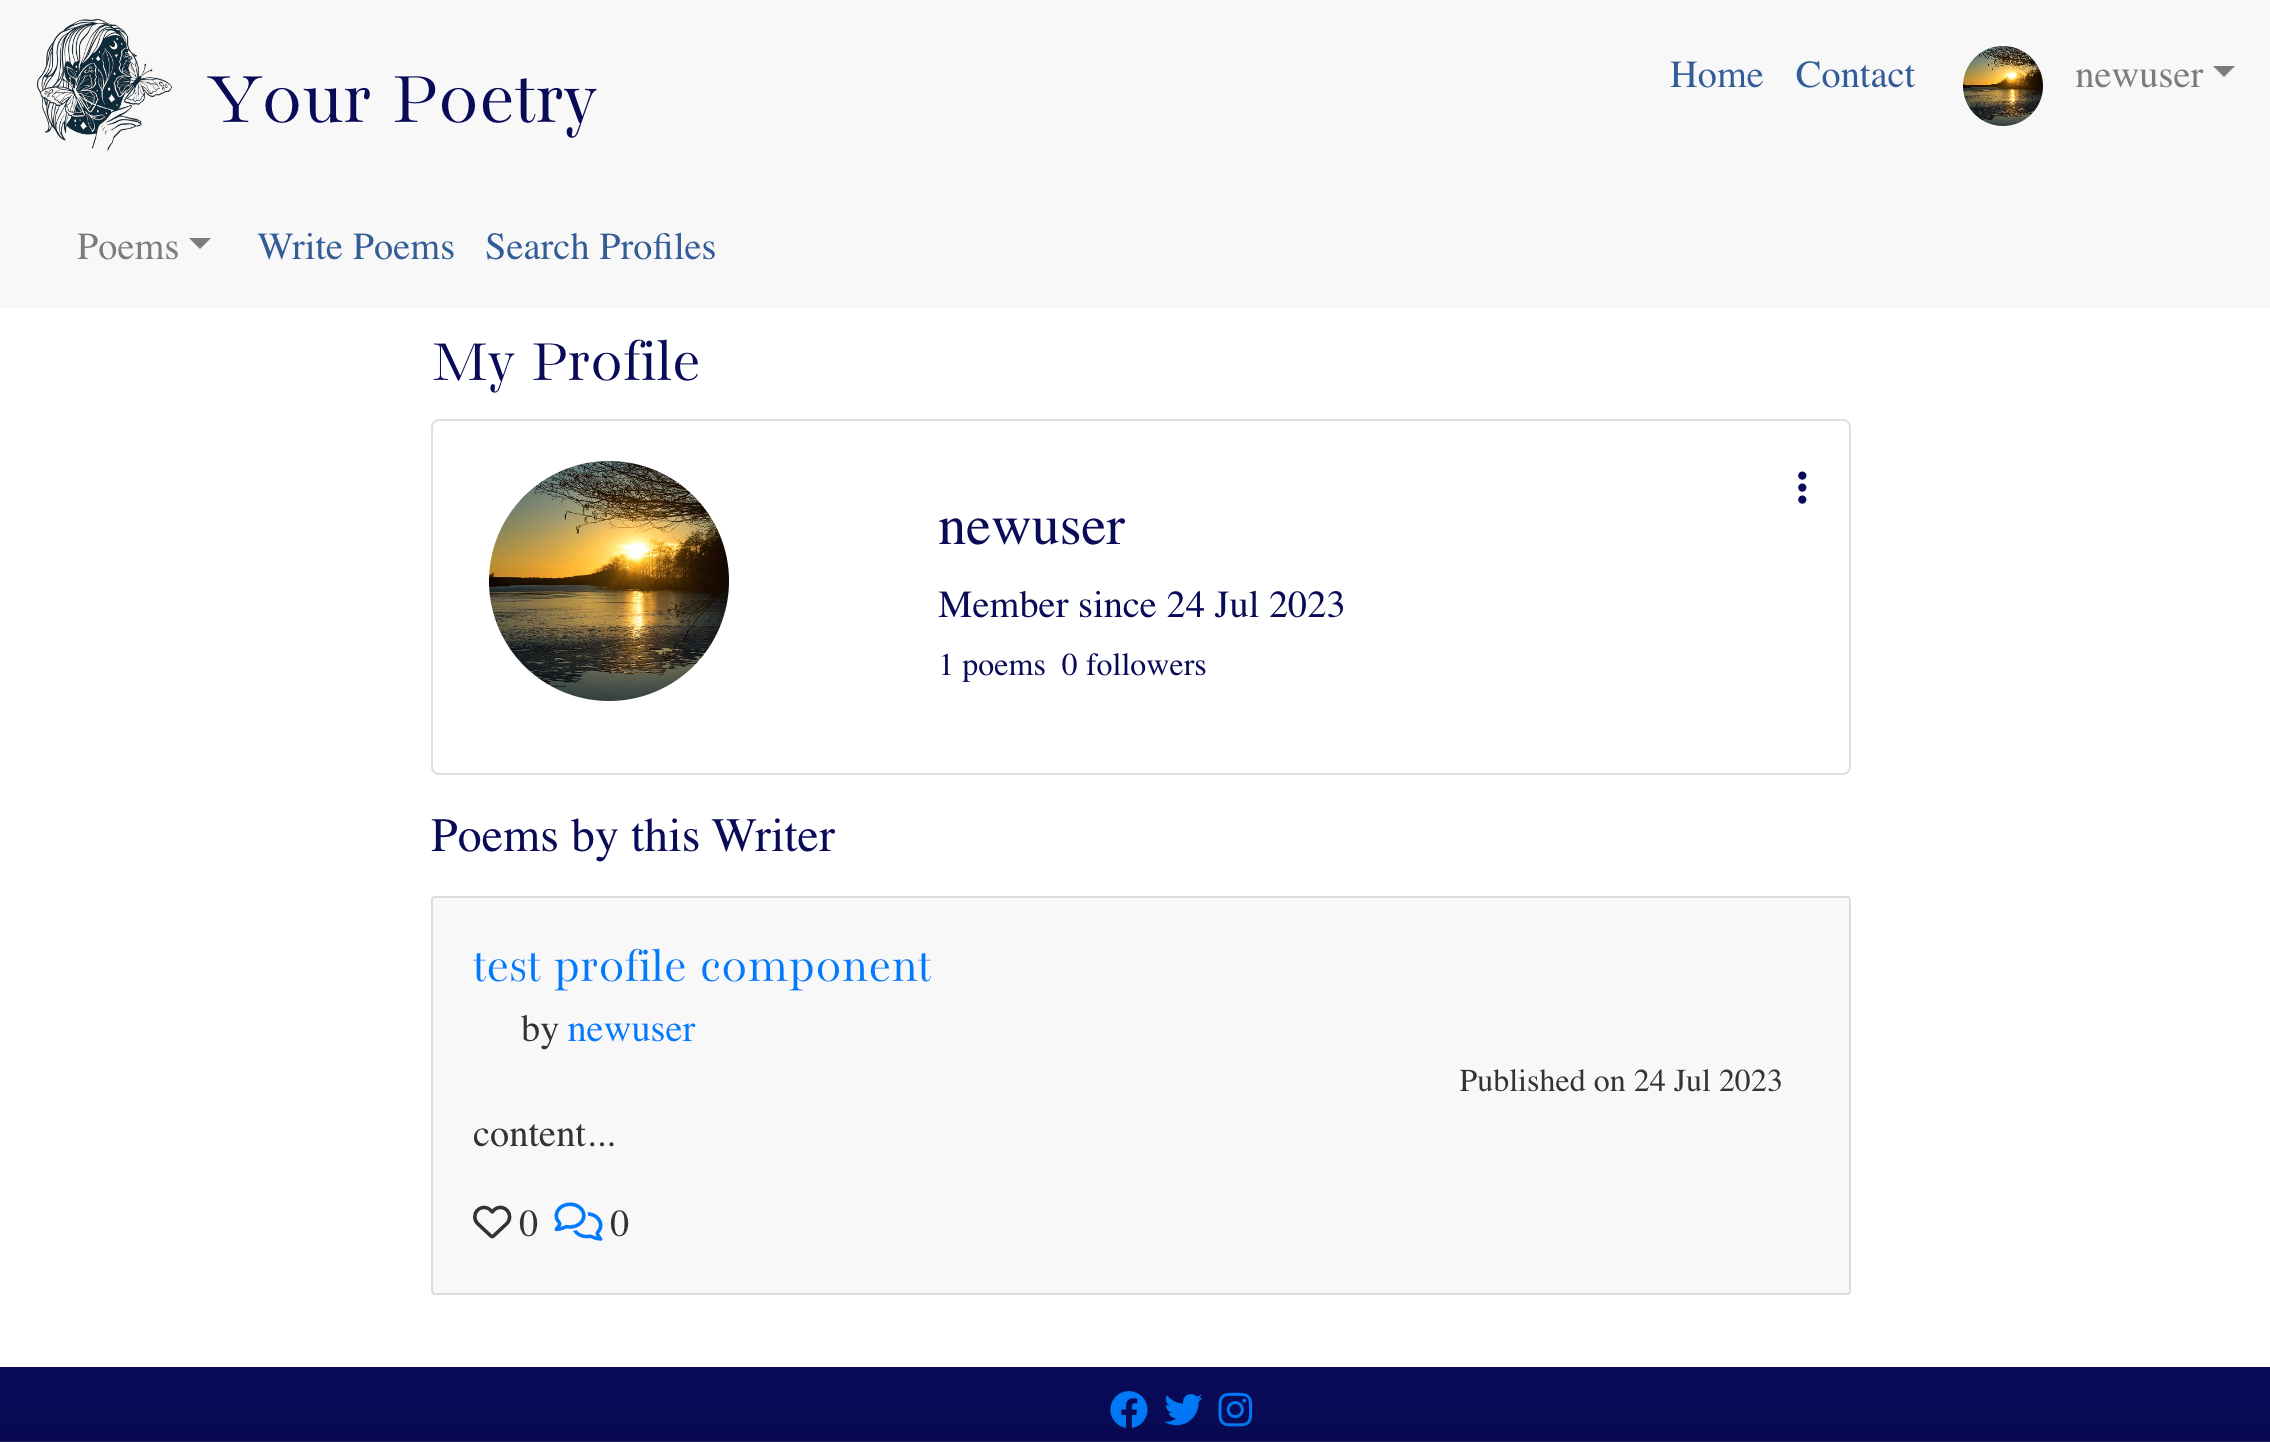 Your Poetry
Home Contact newuser
Poems Write Poems Search Profiles
My Profile
newuser
Member since 24 Jul 2023
1 poems 0 followers
Poems by this Writer
test profile component
by newuser
Published on 24 Jul 2023
content...
0 0